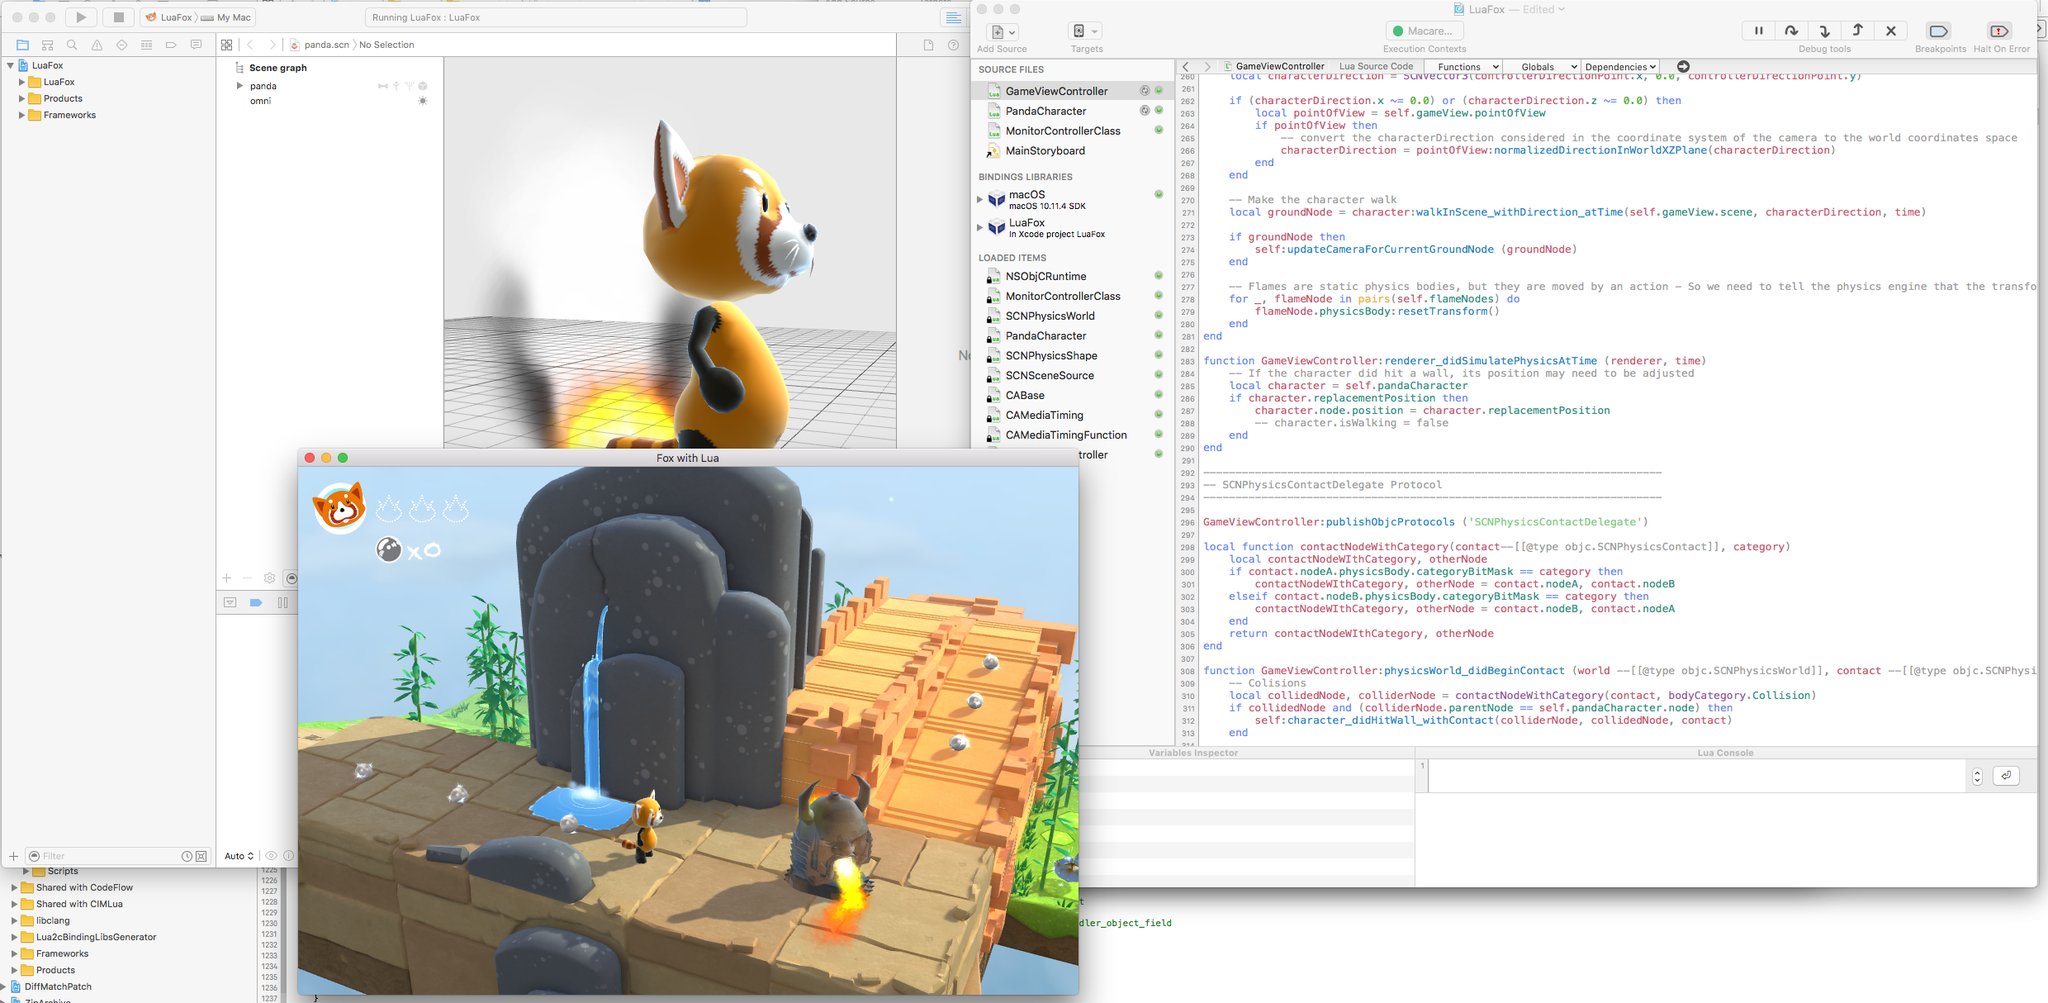 LuaFox
My Mac
Running LuaFox : LuaFox
panda.scn
No Selection
LuaFox
LuaFox
Products
Frameworks
Scene graph
panda
omni
Filter
Auto
Scripts
Shared with CodeFlow
Shared with CIMLua
libclang
Lua2cBindingLibsGenerator
Frameworks
Products
DiffMatchPatch
1225
1226
1227
1228
1229
1230
1231
1232
1233
1234
1235
1236
1237
Fox with Lua
x0
LuaFox — Edited
Add Source
Targets
Macare...
Execution Contexts
Debug tools
Breakpoints
Halt On Error
SOURCE FILES
GameViewController
PandaCharacter
MonitorControllerClass
MainStoryboard
BINDINGS LIBRARIES
macOS
macOS 10.11.4 SDK
LuaFox
In Xcode project LuaFox
LOADED ITEMS
NSObjCRuntime
MonitorControllerClass
SCNPhysicsWorld
PandaCharacter
SCNPhysicsShape
SCNSceneSource
CABase
CAMediaTiming
CAMediaTimingFunction
troller
GameViewController
Lua Source Code
Functions
Globals
Dependencies
260 local characterDirection = SCNVector3(controllerDirectionPoint.x, 0.0, controllerDirectionPoint.y)
261
262 if (characterDirection.x ~= 0.0) or (characterDirection.z ~= 0.0) then
263 local pointOfView = self.gameView.pointOfView
264 if pointOfView then
265 -- convert the characterDirection considered in the coordinate system of the camera to the world coordinates space
266 characterDirection = pointOfView:normalizedDirectionInWorldXZPlane(characterDirection)
267 end
268 end
269
270 -- Make the character walk
271 local groundNode = character:walkInScene_withDirection_atTime(self.gameView.scene, characterDirection, time)
272
273 if groundNode then
274 self:updateCameraForCurrentGroundNode (groundNode)
275 end
276
277 -- Flames are static physics bodies, but they are moved by an action - So we need to tell the physics engine that the transfo
278 for _, flameNode in pairs(self.flameNodes) do
279 flameNode.physicsBody:resetTransform()
280 end
281 end
282
283 function GameViewController:renderer_didSimulatePhysicsAtTime (renderer, time)
284 -- If the character did hit a wall, its position may need to be adjusted
285 local character = self.pandaCharacter
286 if character.replacementPosition then
287 character.node.position = character.replacementPosition
288 -- character.isWalking = false
289 end
290 end
291
292 --------------------------------------------------------------------------
293 -- SCNPhysicsContactDelegate Protocol
294 --------------------------------------------------------------------------
295
296 GameViewController:publishObjcProtocols ('SCNPhysicsContactDelegate')
297
298 local function contactNodeWithCategory(contact--[[@type objc.SCNPhysicsContact]], category)
299 local contactNodeWIthCategory, otherNode
300 if contact.nodeA.physicsBody.categoryBitMask == category then
301 contactNodeWIthCategory, otherNode = contact.nodeA, contact.nodeB
302 elseif contact.nodeB.physicsBody.categoryBitMask == category then
303 contactNodeWIthCategory, otherNode = contact.nodeB, contact.nodeA
304 end
305 return contactNodeWIthCategory, otherNode
306 end
307
308 function GameViewController:physicsWorld_didBeginContact (world --[[@type objc.SCNPhysicsWorld]], contact --[[@type objc.SCNPhysi
309 -- Colisions
310 local collidedNode, colliderNode = contactNodeWithCategory(contact, bodyCategory.Collision)
311 if collidedNode and (colliderNode.parentNode == self.pandaCharacter.node) then
312 self:character_didHitWall_withContact(colliderNode, collidedNode, contact)
313 end
Variables Inspector
Lua Console
1
t
dler_object_field
}